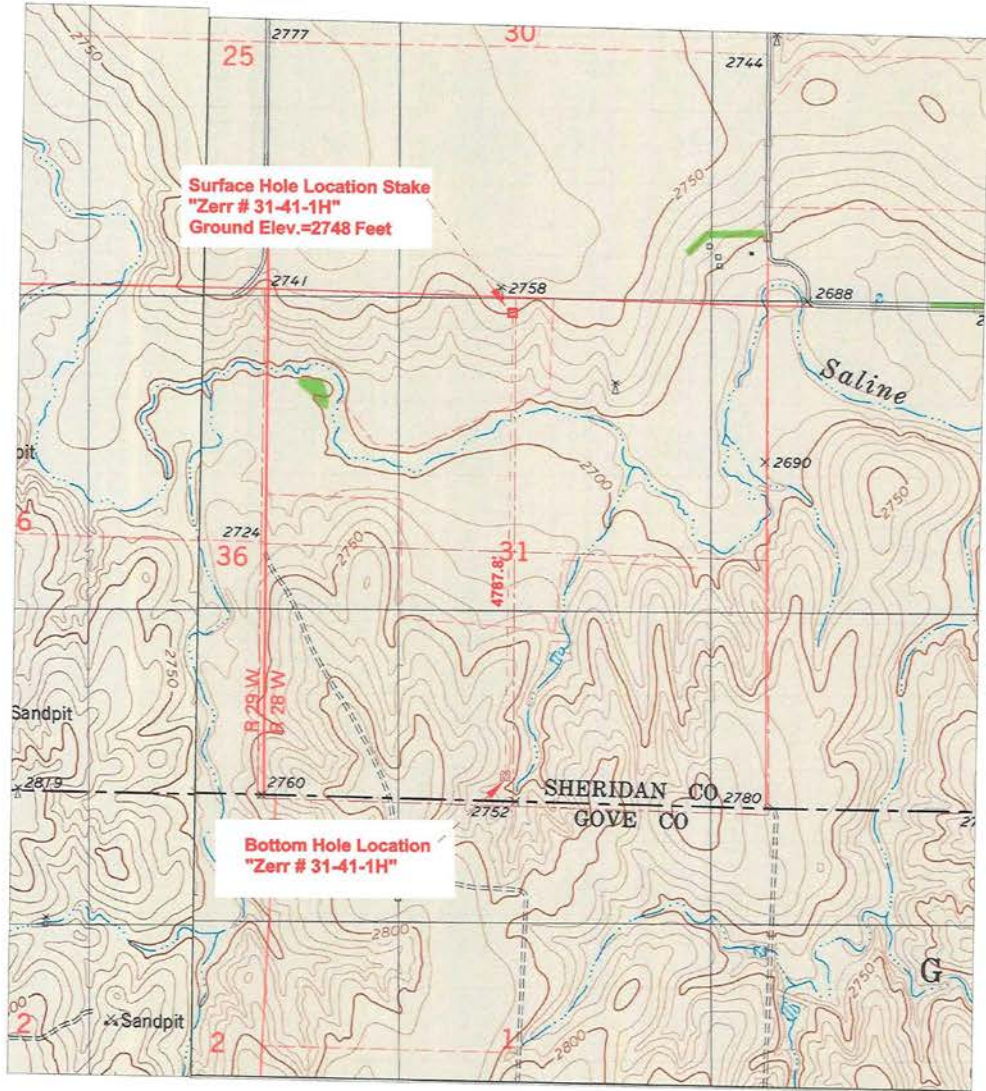 2750
2777
25
30
2744
2750
Surface Hole Location Stake
"Zerr # 31-41-1H"
Ground Elev.=2748 Feet
2741
2758
2688
Saline
2690
2700
2750
2724
6
36
2750
31
4787.8
2750
R 29 W
R 28 W
Sandpit
2819
2760
2752
SHERIDAN CO
2780
GOVE CO
Bottom Hole Location
"Zerr # 31-41-1H"
2800
2750
G
Sandpit
2
2
1
2800